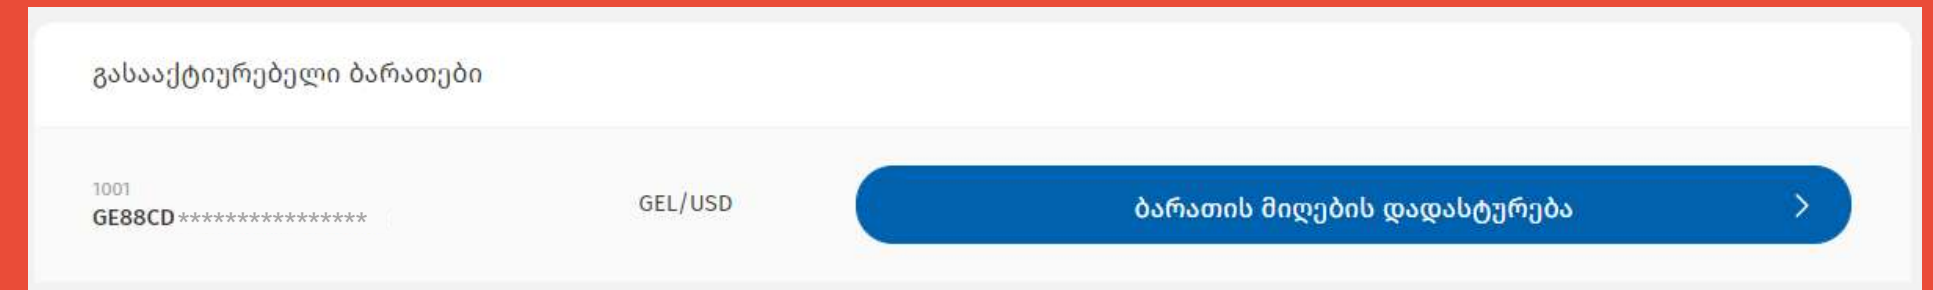 გასააქტიურებელი ბარათები
1001
GE88CD**************** GEL/USD ბარათის მიღების დადასტურება